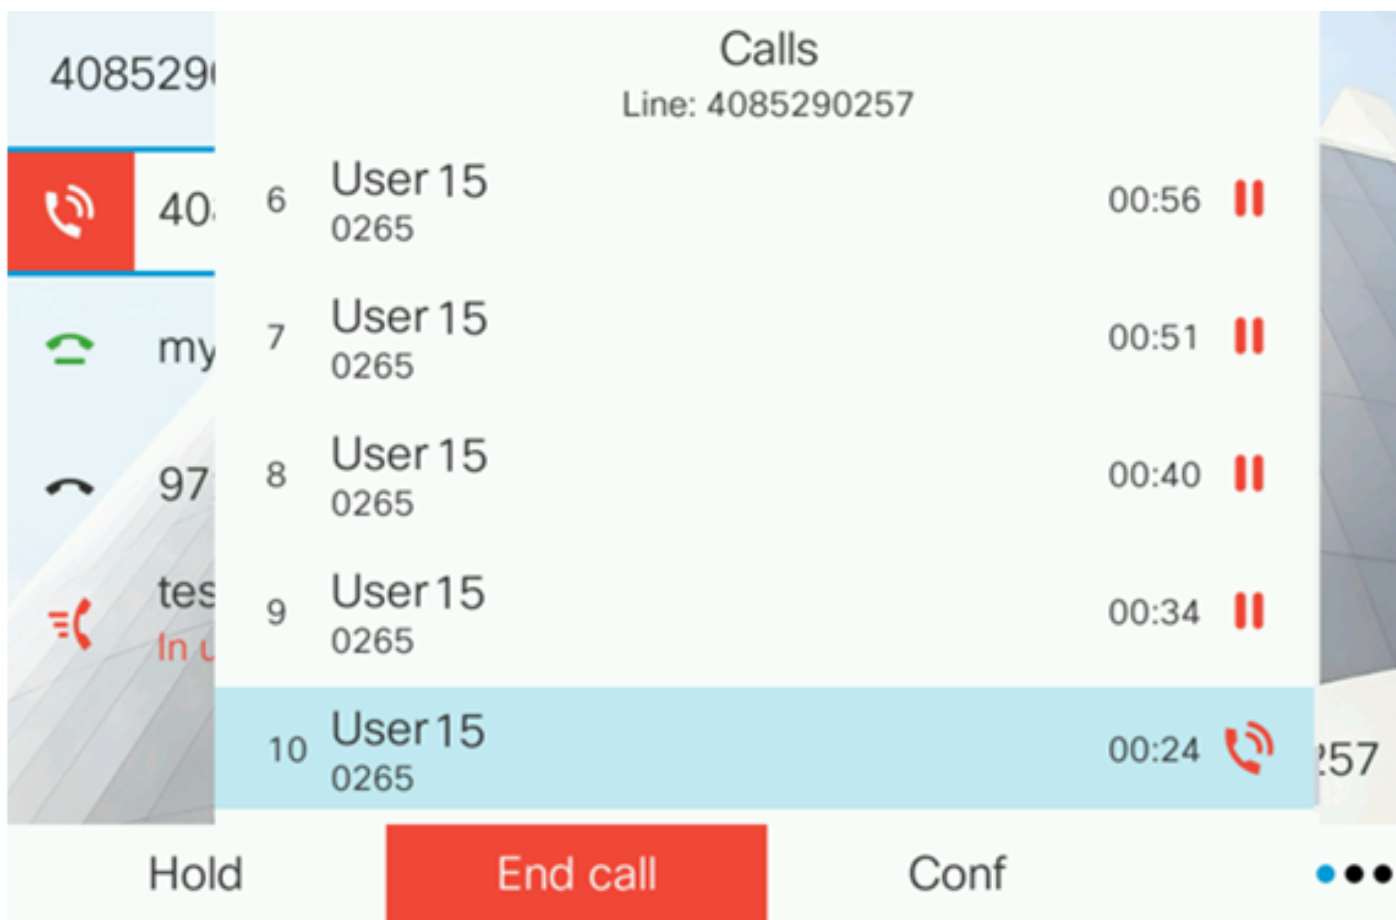 Calls
Line: 4085290257
408529
40
my
97
tes
In u
6 User 15 00:56
0265
7 User 15 00:51
0265
8 User 15 00:40
0265
9 User 15 00:34
0265
10 User 15 00:24
0265
257
Hold End call Conf